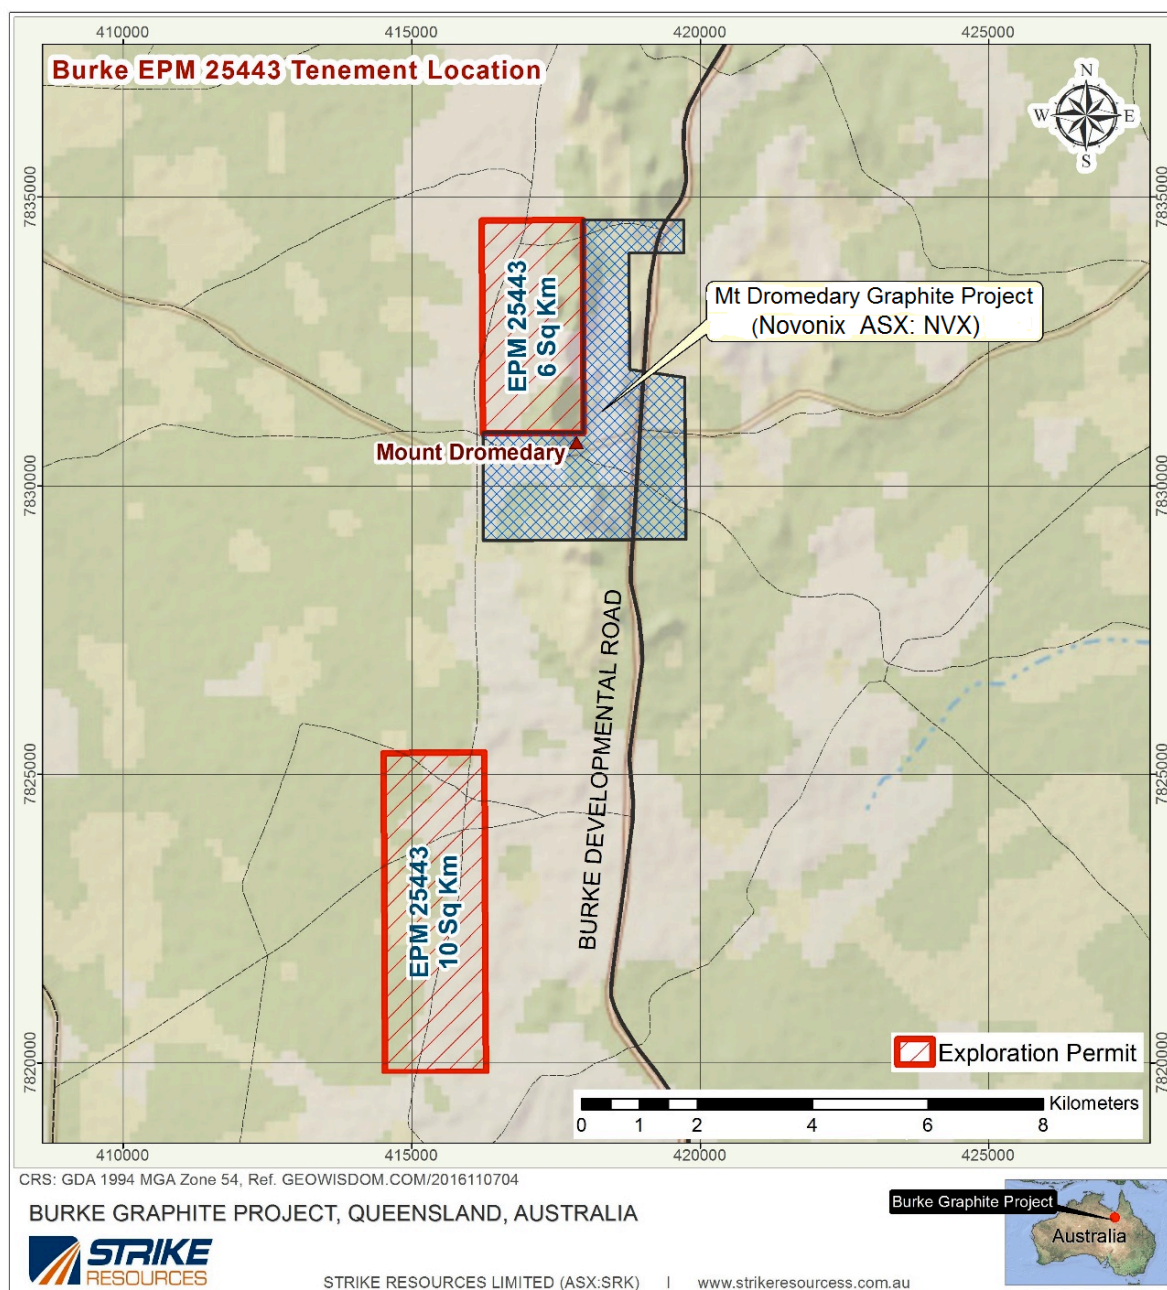 410000 415000 420000 425000
Burke EPM 25443 Tenement Location
N
W E
S
7835000 7835000
EPM 25443
6 Sq Km
Mt Dromedary Graphite Project
(Novonix ASX: NVX)
Mount Dromedary
7830000 7830000
BURKE DEVELOPMENTAL ROAD
7825000 7825000
EPM 25443
10 Sq Km
7820000 7820000
Exploration Permit
Kilometers
0 1 2 4 6 8
410000 415000 420000 425000
CRS: GDA 1994 MGA Zone 54, Ref. GEOWISDOM.COM/2016110704
BURKE GRAPHITE PROJECT, QUEENSLAND, AUSTRALIA
Burke Graphite Project
Australia
STRIKE
RESOURCES
STRIKE RESOURCES LIMITED (ASX:SRK) | www.strikeresourcess.com.au